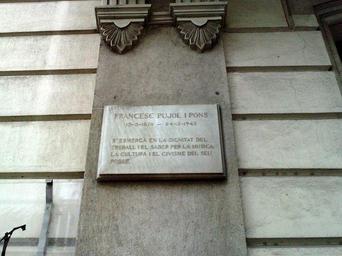 FRANCESC PUJOL I PONS
S'EXMERÇÀ EN LA DIGNITAT DEL
TREBALL I EL SABER PER LA MÚSICA,
LA CULTURA I EL CIVISME DEL SEU
POBLE.